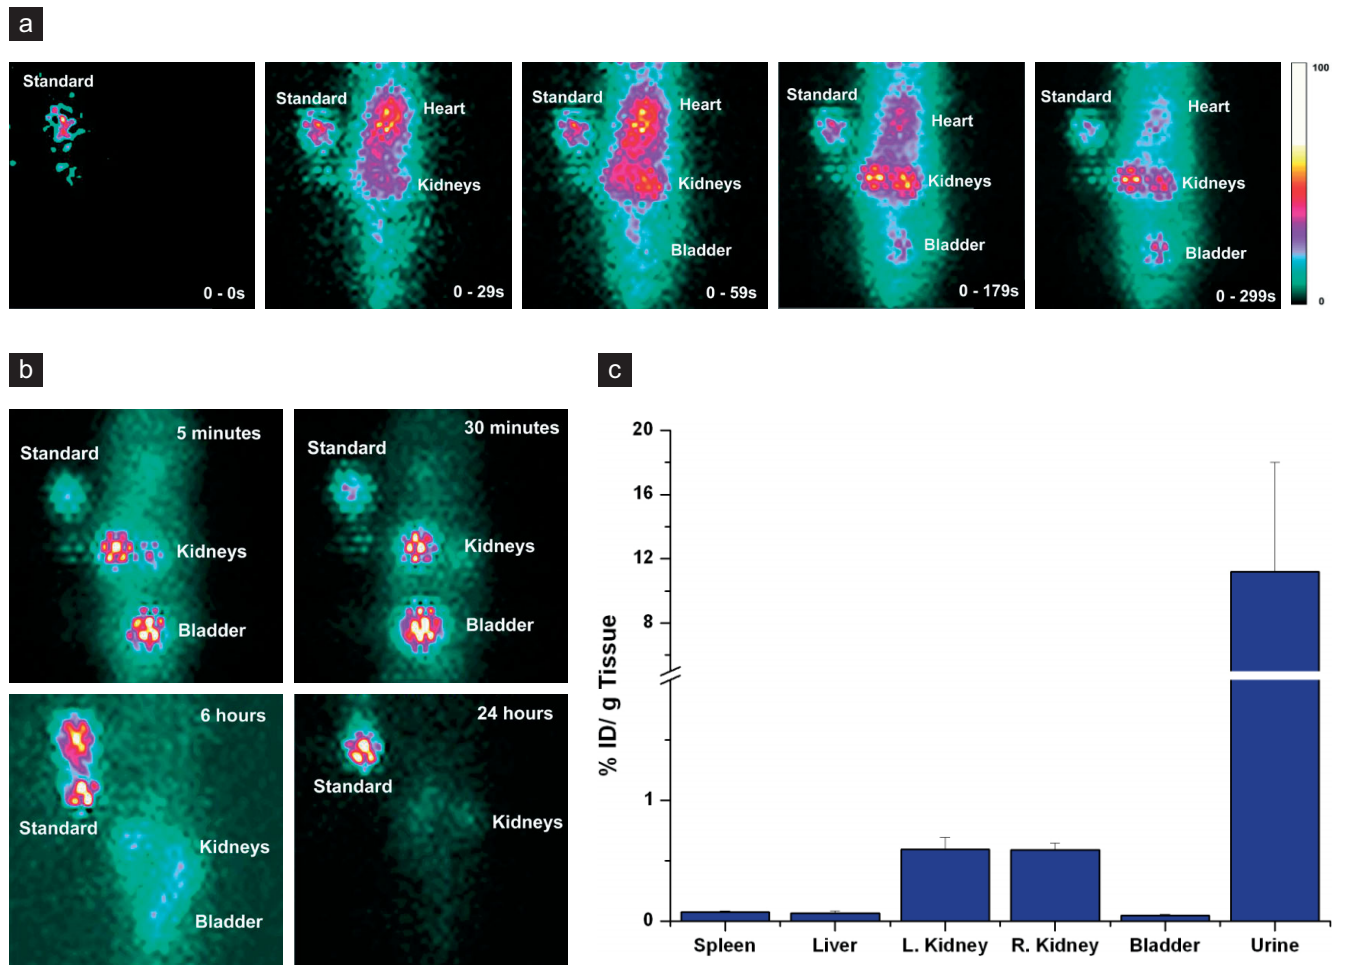 a
Standard
0 - 0s
Standard
Heart
Kidneys
0 - 29s
Standard
Heart
Kidneys
Bladder
0 - 59s
Standard
Heart
Kidneys
Bladder
0 - 179s
Standard
Heart
Kidneys
Bladder
0 - 299s
100
0
b
5 minutes
Standard
Kidneys
Bladder
30 minutes
Standard
Kidneys
Bladder
6 hours
Standard
Kidneys
Bladder
24 hours
Standard
Kidneys
c
% ID/ g Tissue
20
16
12
8
1
0
Spleen
Liver
L. Kidney
R. Kidney
Bladder
Urine